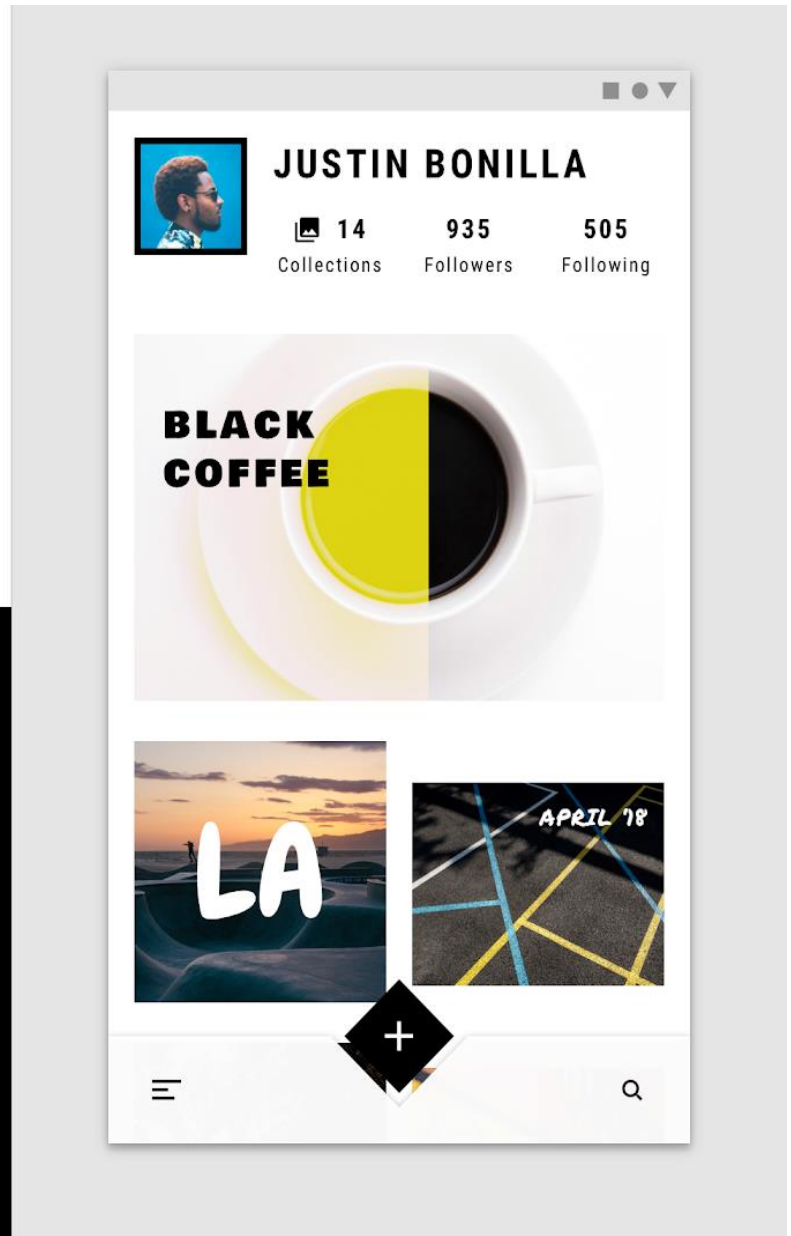 JUSTIN BONILLA
14 935 505
Collections Followers Following
BLACK
COFFEE
LA
APRIL '18